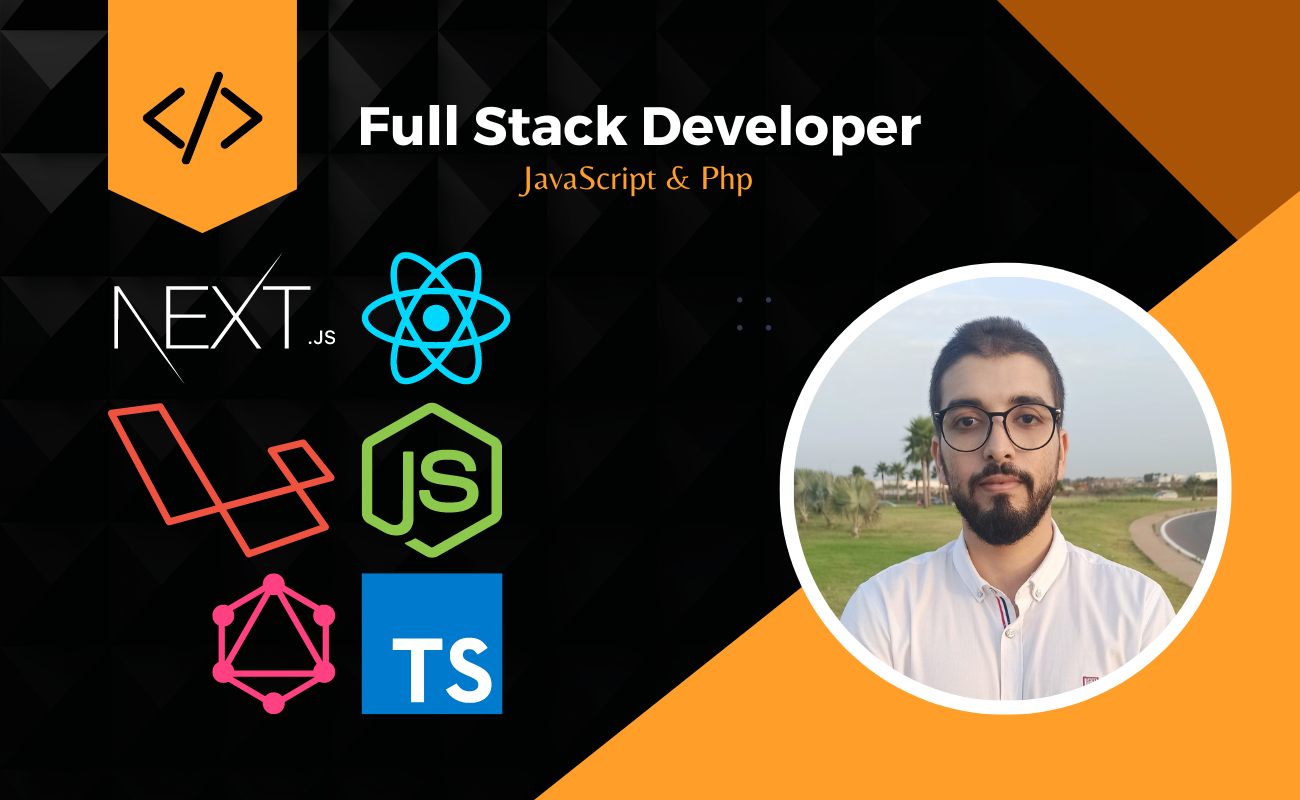 </>
Full Stack Developer
JavaScript & Php
NEXT.JS
JS
TS